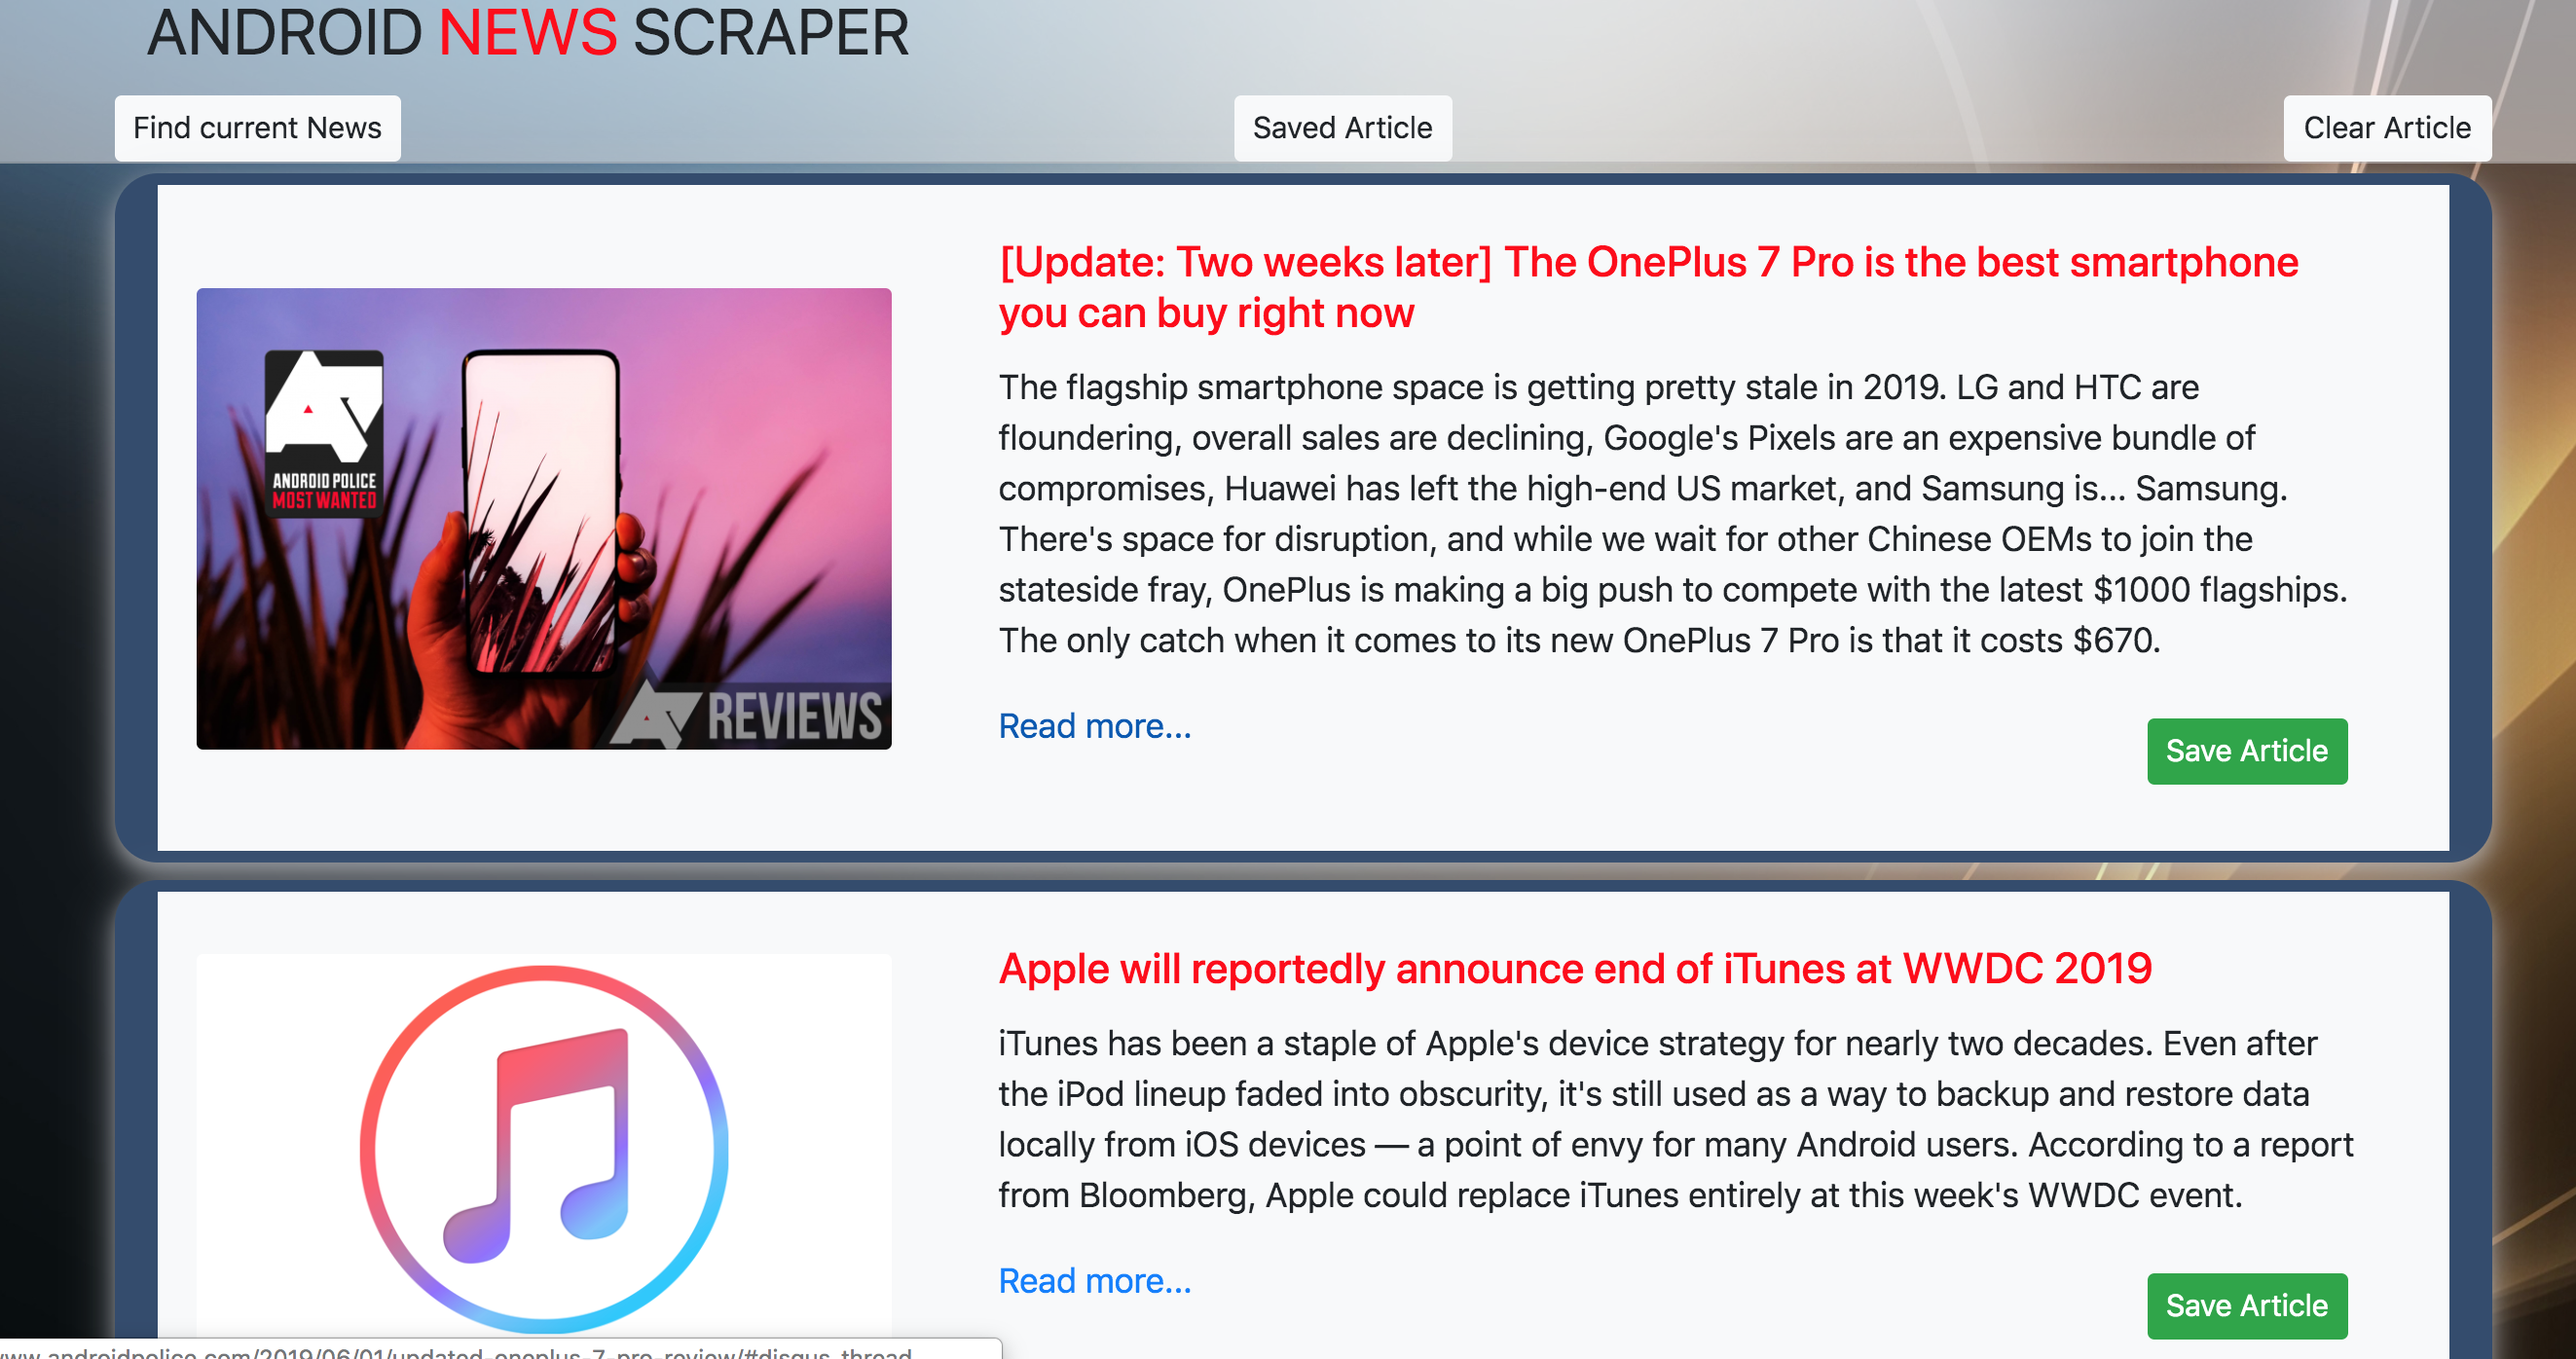 ANDROID NEWS SCRAPER
Find current News
Saved Article
Clear Article
[Update: Two weeks later] The OnePlus 7 Pro is the best smartphone
you can buy right now
ANDROID POLICE
MOST WANTED
REVIEWS
The flagship smartphone space is getting pretty stale in 2019. LG and HTC are
floundering, overall sales are declining, Google's Pixels are an expensive bundle of
compromises, Huawei has left the high-end US market, and Samsung is... Samsung.
There's space for disruption, and while we wait for other Chinese OEMs to join the
stateside fray, OnePlus is making a big push to compete with the latest $1000 flagships.
The only catch when it comes to its new OnePlus 7 Pro is that it costs $670.
Read more...
Save Article
Apple will reportedly announce end of iTunes at WWDC 2019
iTunes has been a staple of Apple's device strategy for nearly two decades. Even after
the iPod lineup faded into obscurity, it's still used as a way to backup and restore data
locally from iOS devices — a point of envy for many Android users. According to a report
from Bloomberg, Apple could replace iTunes entirely at this week's WWDC event.
Read more...
Save Article
www.androidpolice.com/2019/06/01/updated-oneplus-7-pro-review/#disqus_thread